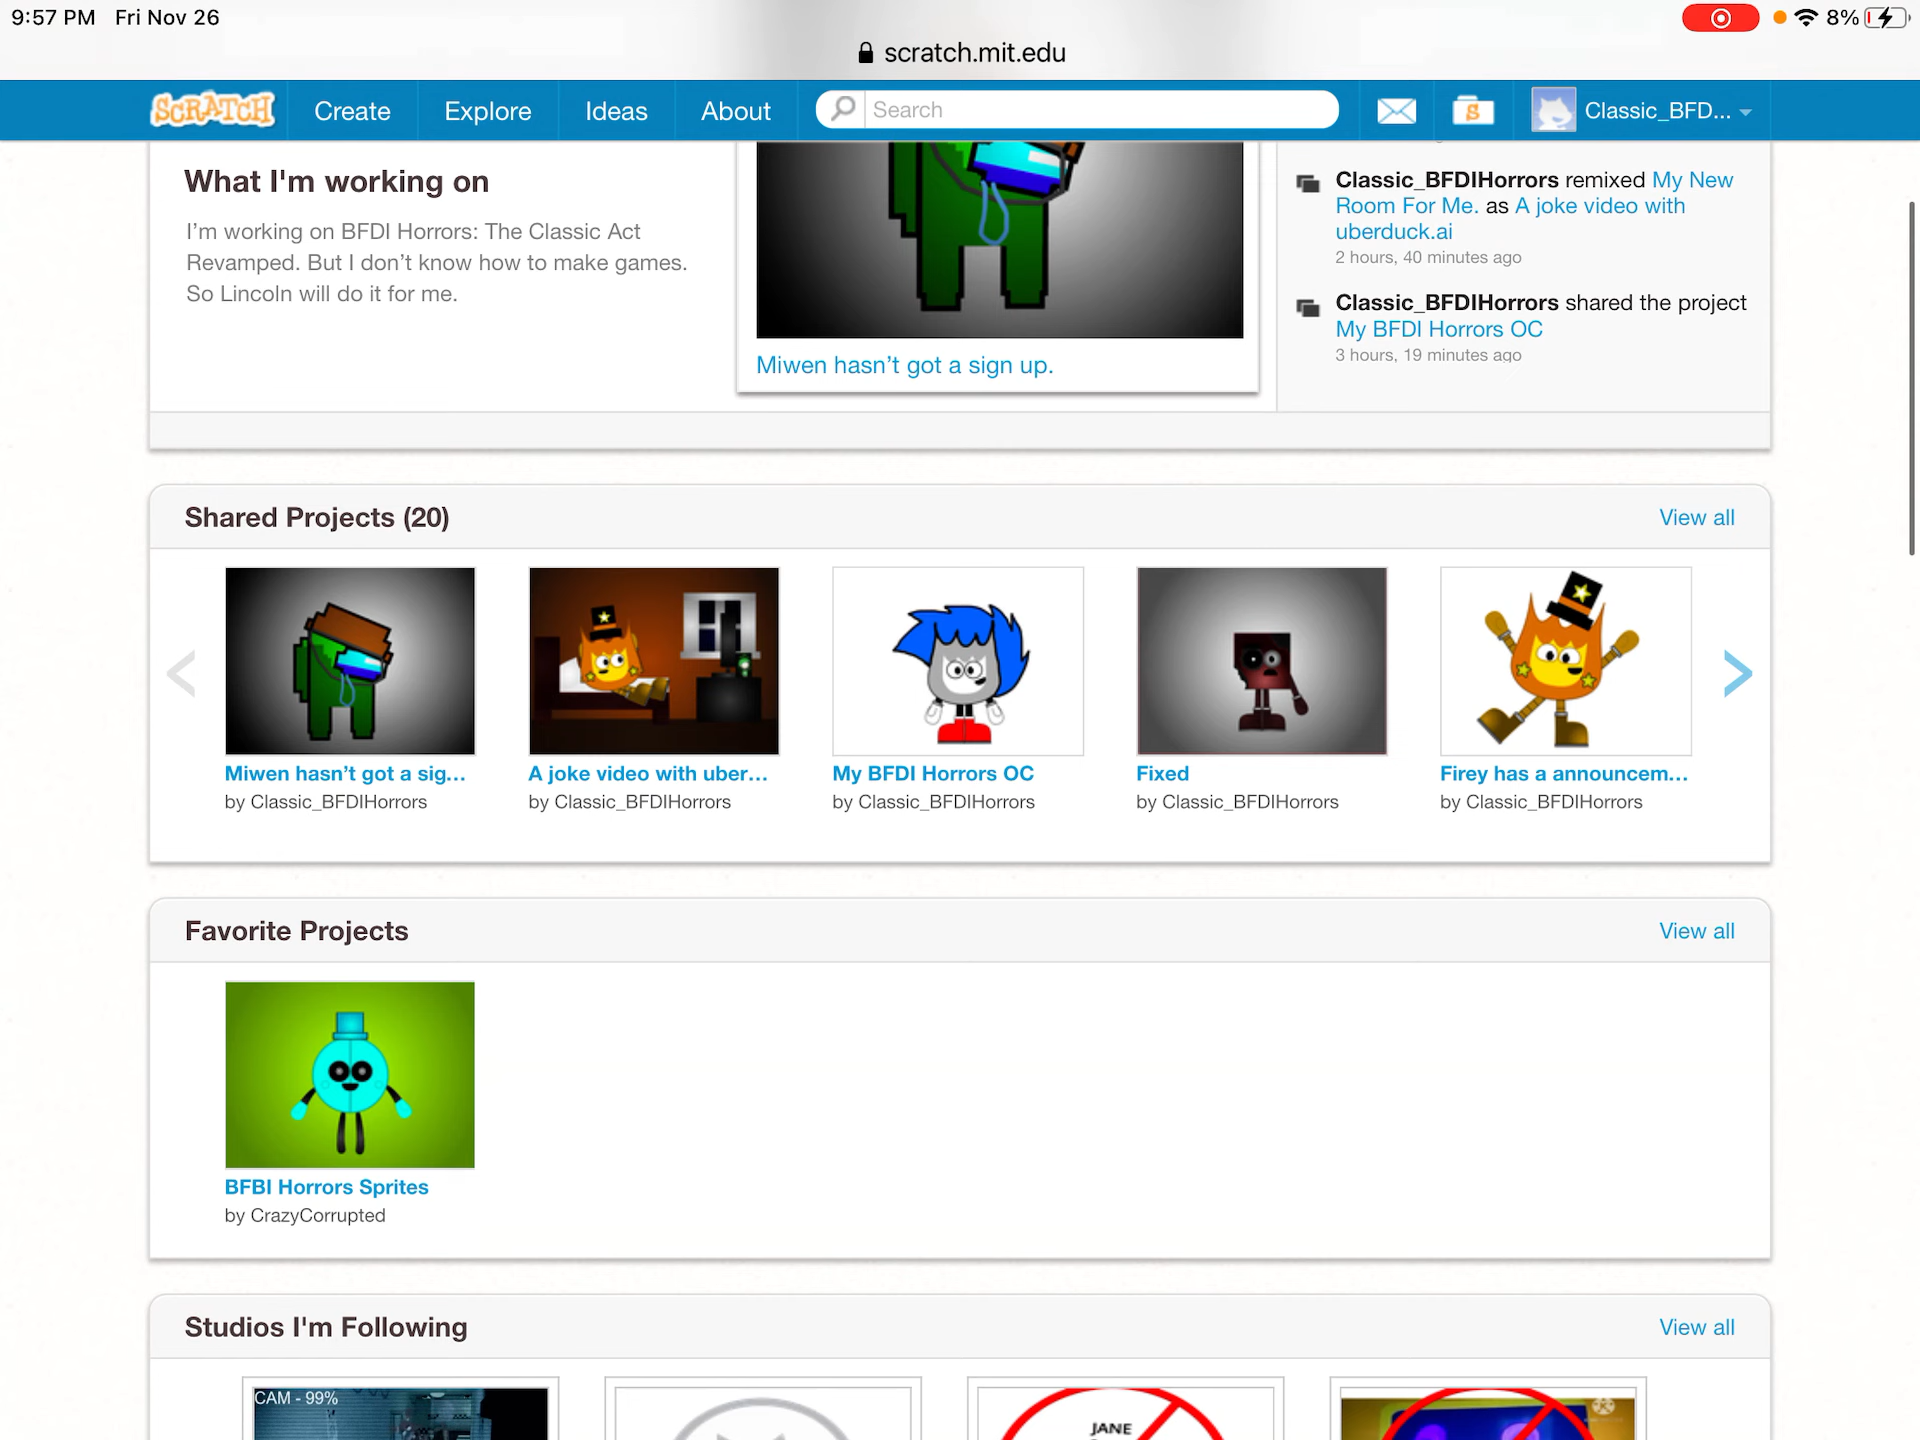 9:57 PM Fri Nov 26
8%
scratch.mit.edu
SCRATCH Create Explore Ideas About Search S Classic_BFD...
What I'm working on
I'm working on BFDI Horrors: The Classic Act
Revamped. But I don't know how to make games.
So Lincoln will do it for me.
Miwen hasn't got a sign up.
Classic_BFDIHorrors remixed My New
Room For Me. as A joke video with
uberduck.ai
2 hours, 40 minutes ago
Classic_BFDIHorrors shared the project
My BFDI Horrors OC
3 hours, 19 minutes ago
Shared Projects (20) View all
Miwen hasn't got a sig... A joke video with uber... My BFDI Horrors OC Fixed Firey has a announcem...
by Classic_BFDIHorrors by Classic_BFDIHorrors by Classic_BFDIHorrors by Classic_BFDIHorrors by Classic_BFDIHorrors
Favorite Projects View all
BFBI Horrors Sprites
by CrazyCorrupted
Studios I'm Following View all
CAM - 99%
JANE